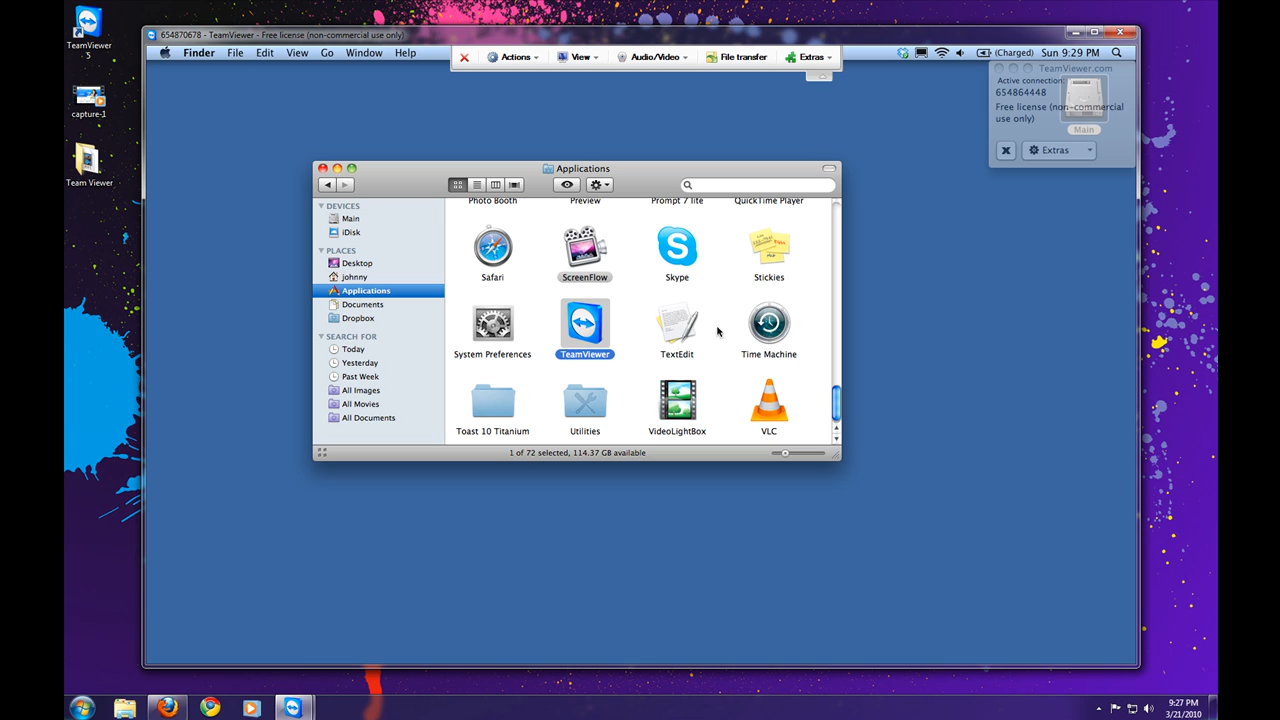 TeamViewer
5
capture-1
Team Viewer
654870678 - TeamViewer - Free license (non-commercial use only)
Finder File Edit View Go Window Help
Actions View Audio/Video File transfer Extras
(Charged) Sun 9:29 PM
TeamViewer.com
Active connection:
654864448
Free license (non-commercial
use only)
Main
Extras
Applications
DEVICES
Main
iDisk
PLACES
Desktop
johnny
Applications
Documents
Dropbox
SEARCH FOR
Today
Yesterday
Past Week
All Images
All Movies
All Documents
Photo Booth Preview Prompt 7 lite QuickTime Player
Safari ScreenFlow Skype Stickies
System Preferences TeamViewer TextEdit Time Machine
Toast 10 Titanium Utilities VideoLightBox VLC
1 of 72 selected, 114.37 GB available
9:27 PM
3/21/2010